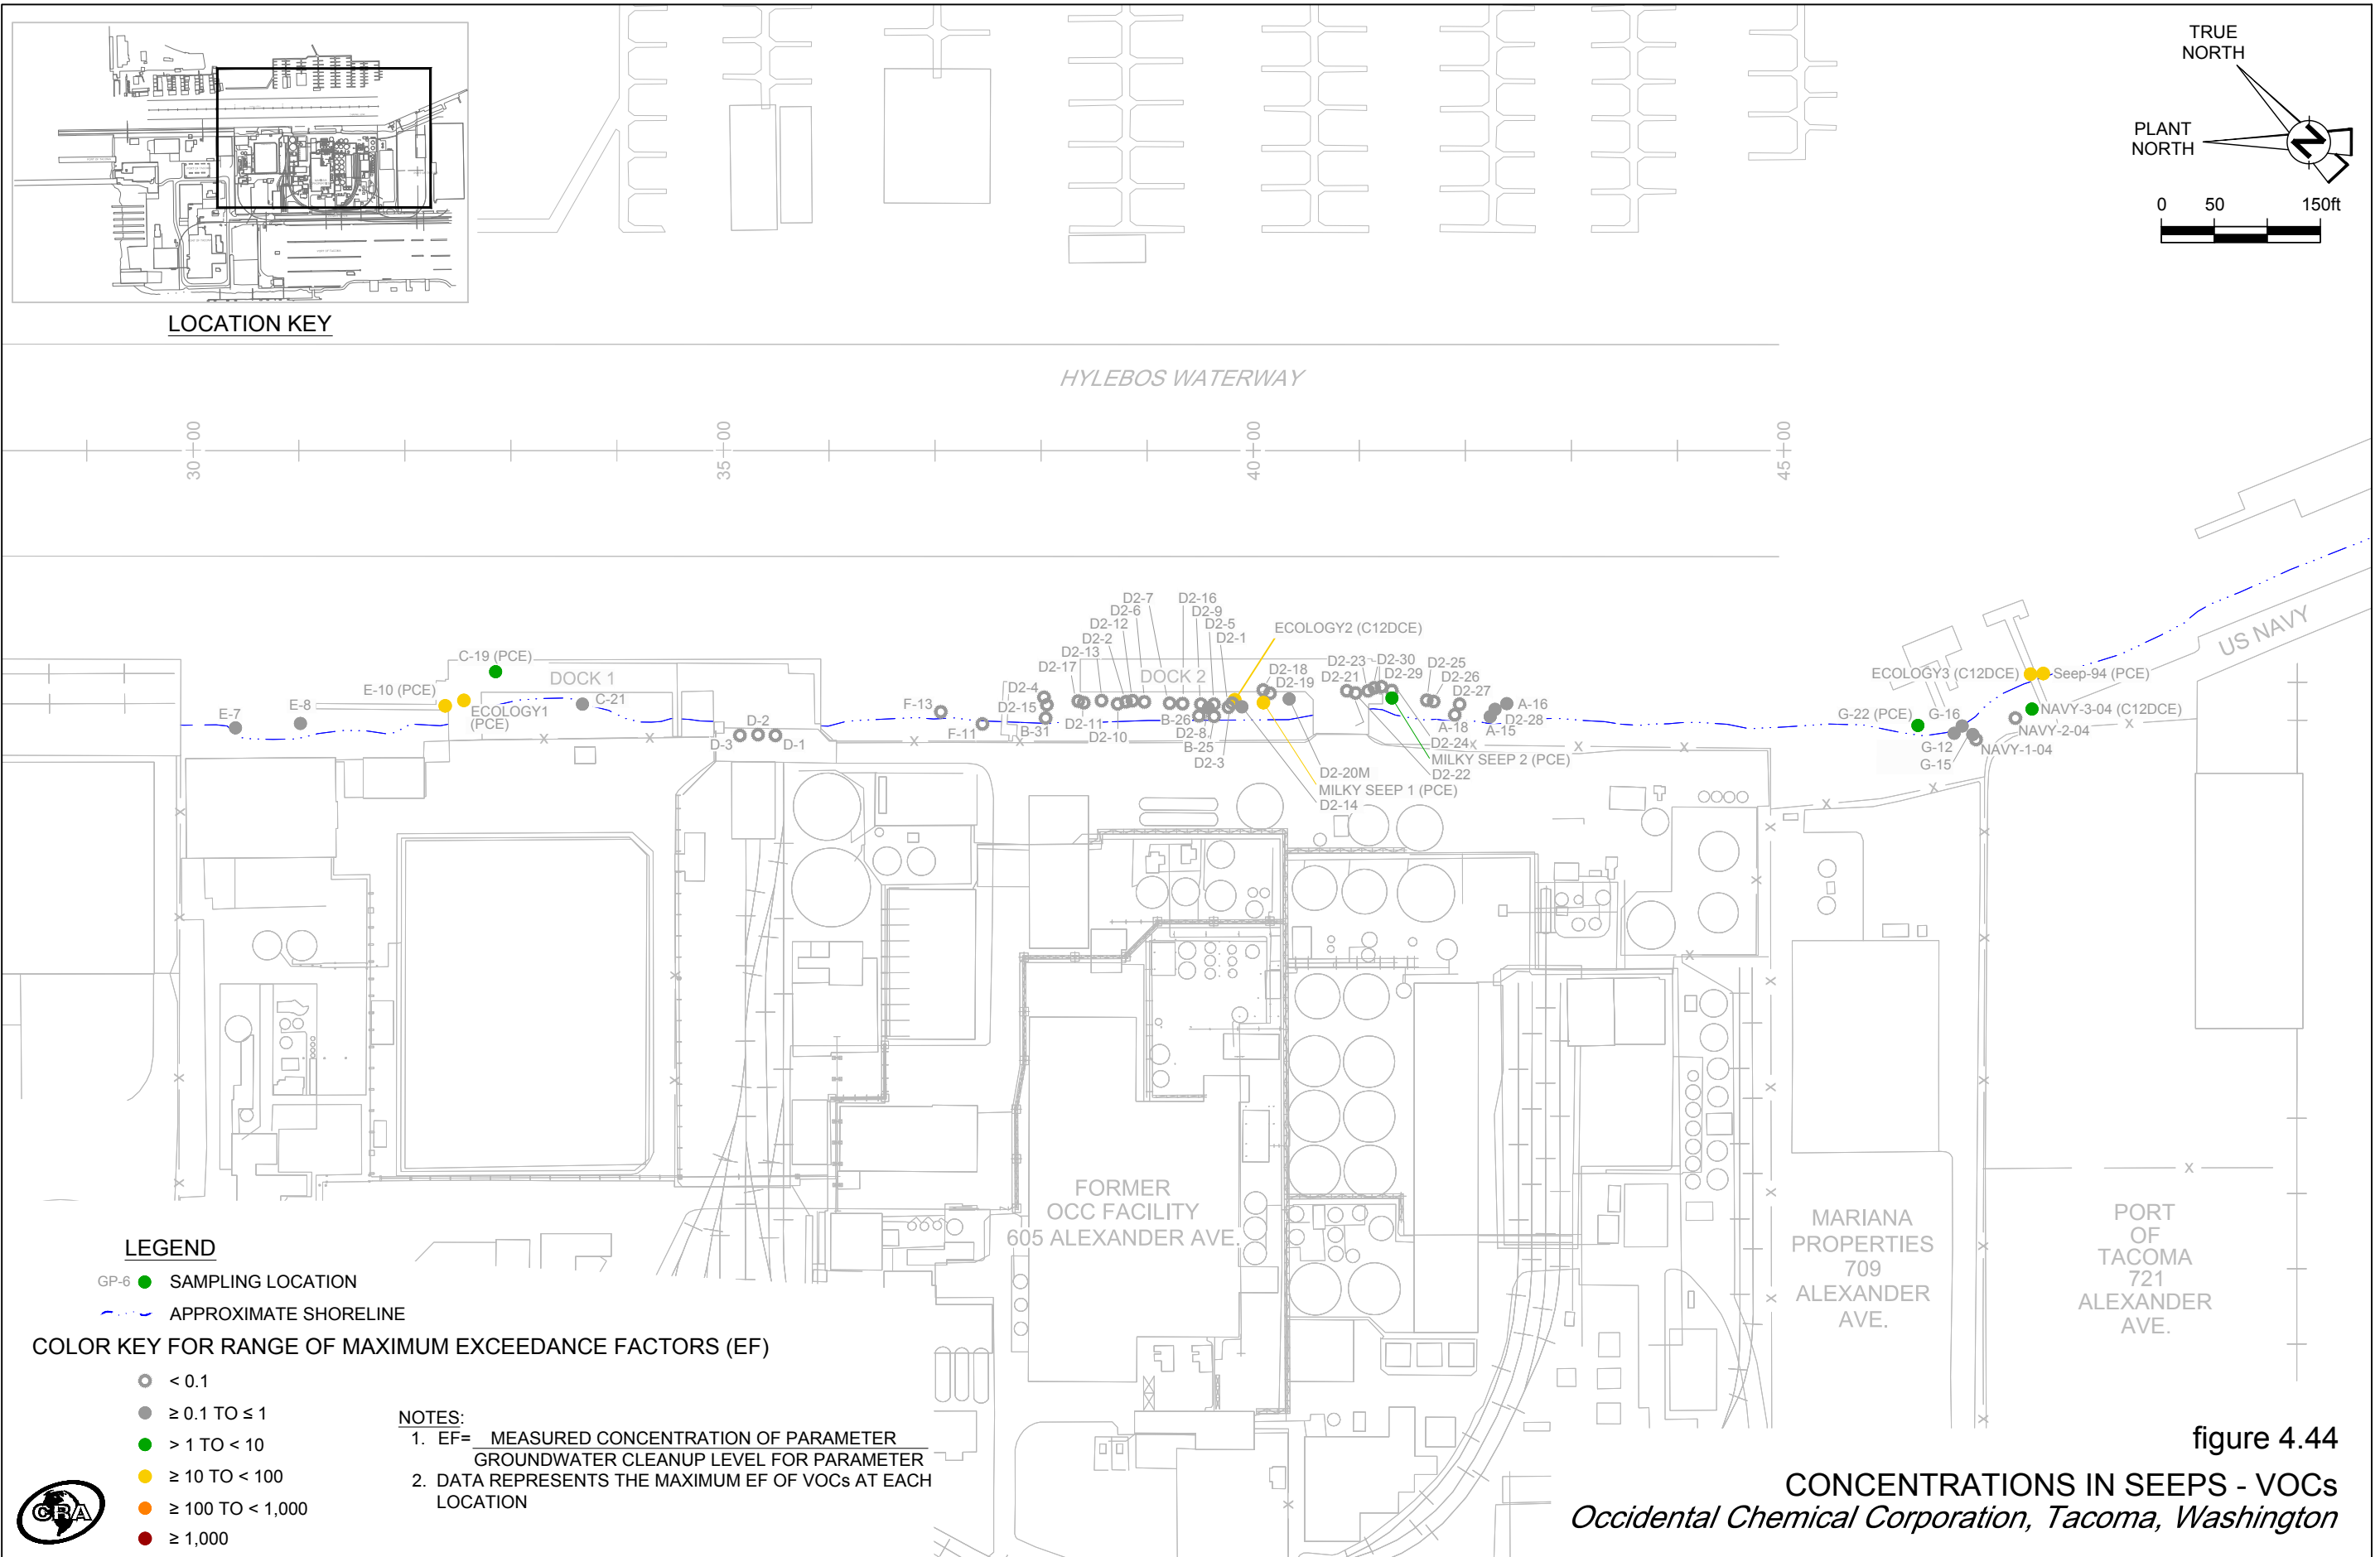 TRUE
NORTH
PLANT
NORTH
N
0 50 150ft
LOCATION KEY
HYLEBOS WATERWAY
30+00
35+00
40+00
45+00
US NAVY
DOCK 1
DOCK 2
E-7
E-8
E-10 (PCE)
C-19 (PCE)
ECOLOGY1
(PCE)
C-21
D-3
D-2
D-1
F-13
F-11
D2-4
D2-15
B-31
D2-17
D2-13
D2-2
D2-12
D2-6
D2-7
D2-16
D2-9
D2-5
D2-1
D2-11
D2-10
B-26
D2-8
B-25
D2-3
ECOLOGY2 (C12DCE)
D2-18
D2-19
D2-20M
MILKY SEEP 1 (PCE)
D2-14
D2-23
D2-21
D2-30
D2-29
D2-25
D2-26
D2-27
D2-24
MILKY SEEP 2 (PCE)
D2-22
A-18
A-16
D2-28
A-15
ECOLOGY3 (C12DCE)
Seep-94 (PCE)
G-22 (PCE)
G-16
NAVY-3-04 (C12DCE)
NAVY-2-04
G-12
NAVY-1-04
G-15
FORMER
OCC FACILITY
605 ALEXANDER AVE.
MARIANA
PROPERTIES
709
ALEXANDER
AVE.
PORT
OF
TACOMA
721
ALEXANDER
AVE.
LEGEND
GP-6 SAMPLING LOCATION
APPROXIMATE SHORELINE
COLOR KEY FOR RANGE OF MAXIMUM EXCEEDANCE FACTORS (EF)
< 0.1
≥ 0.1 TO ≤ 1
> 1 TO < 10
≥ 10 TO < 100
≥ 100 TO < 1,000
≥ 1,000
NOTES:
1. EF= MEASURED CONCENTRATION OF PARAMETER
GROUNDWATER CLEANUP LEVEL FOR PARAMETER
2. DATA REPRESENTS THE MAXIMUM EF OF VOCs AT EACH
LOCATION
CRA
figure 4.44
CONCENTRATIONS IN SEEPS - VOCs
Occidental Chemical Corporation, Tacoma, Washington